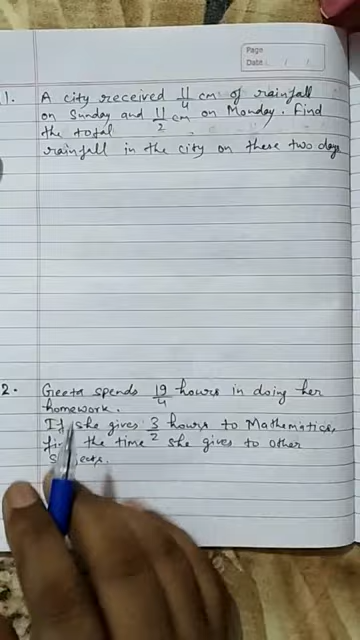 Page
Date / /
1. A city received 11/4 cm of rainfall
on Sunday and 11/2 cm on Monday. Find
the total
rainfall in the city on these two days
2. Geeta spends 19/4 hours in doing her
homework.
If she gives 3/2 hours to Mathematics,
the time she gives to other